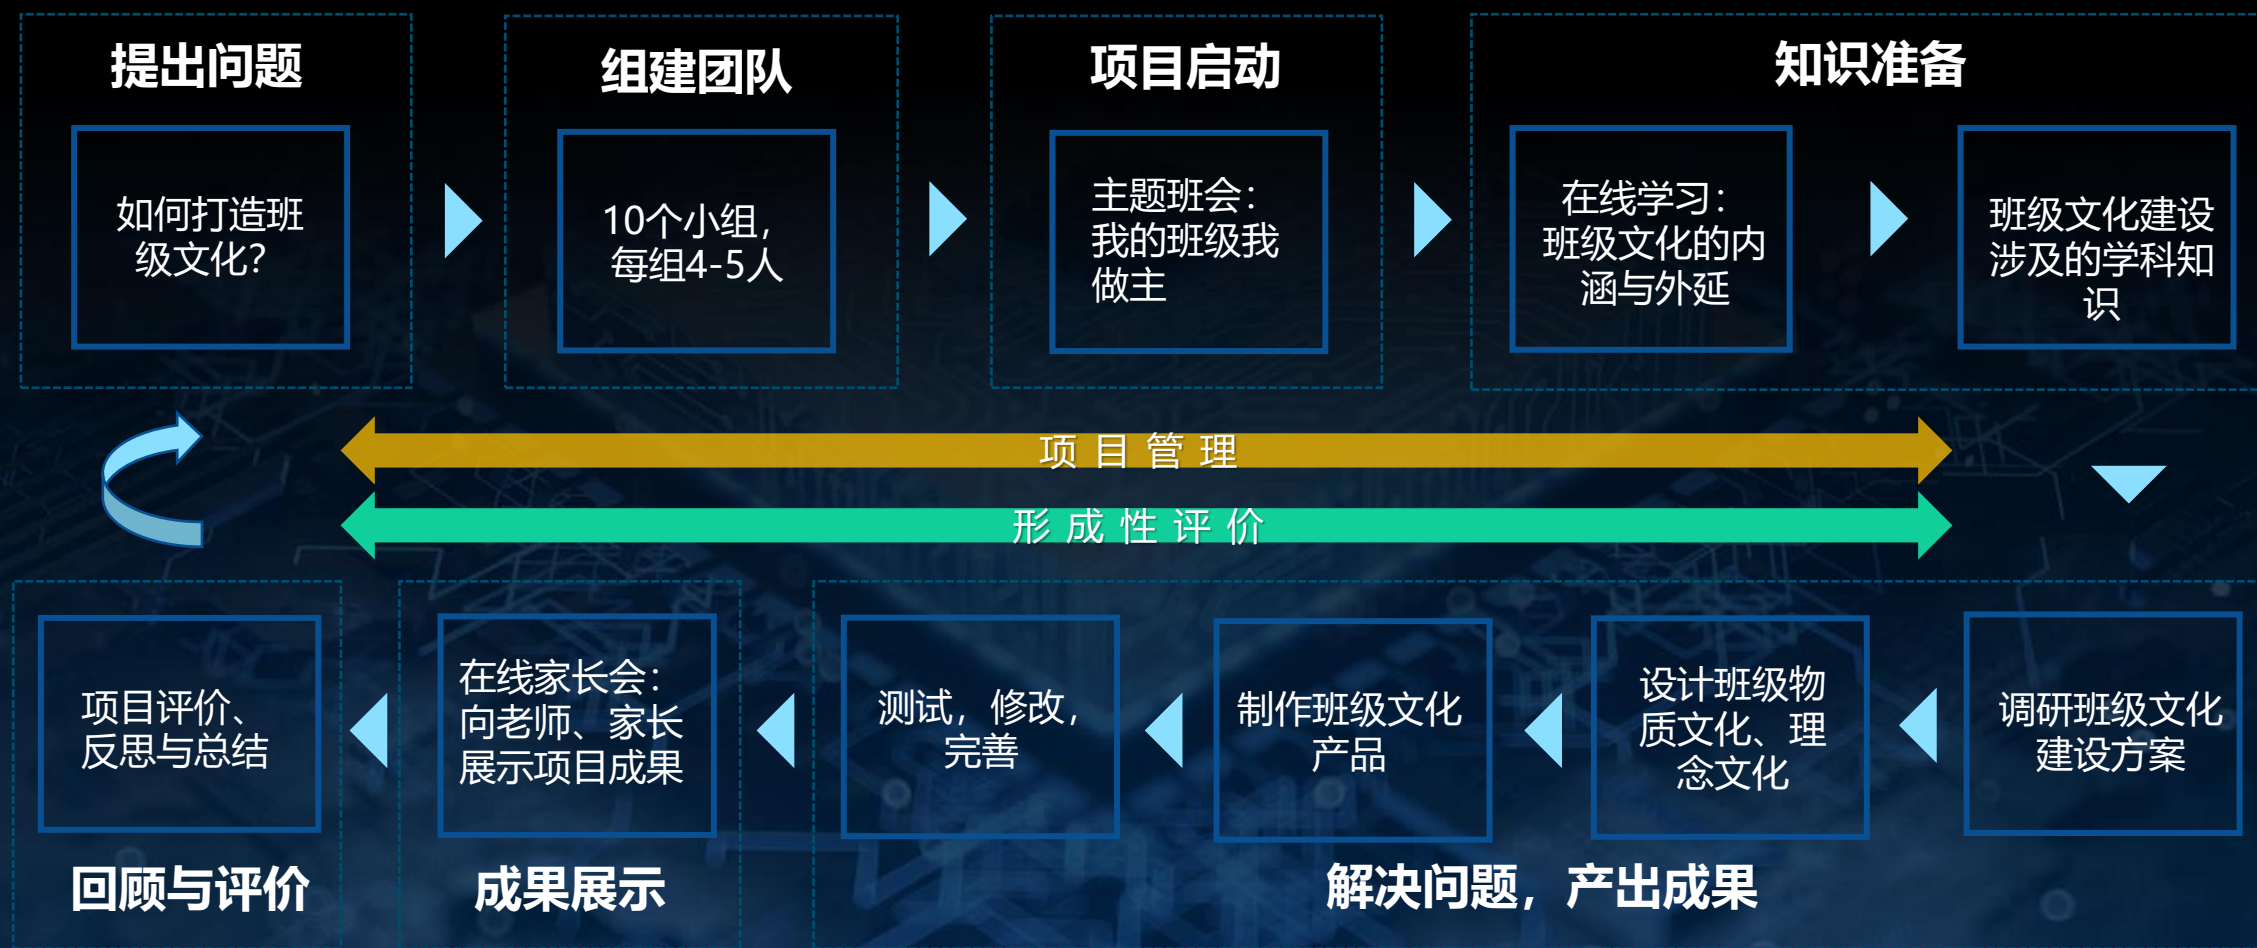 提出问题
如何打造班
级文化？
组建团队
10个小组，
每组4-5人
项目启动
主题班会：
我的班级我
做主
知识准备
在线学习：
班级文化的内
涵与外延
班级文化建设
涉及的学科知
识
项目管理
形成性评价
项目评价、
反思与总结
回顾与评价
在线家长会：
向老师、家长
展示项目成果
成果展示
测试，修改，
完善
制作班级文化
产品
设计班级物
质文化、理
念文化
调研班级文化
建设方案
解决问题，产出成果